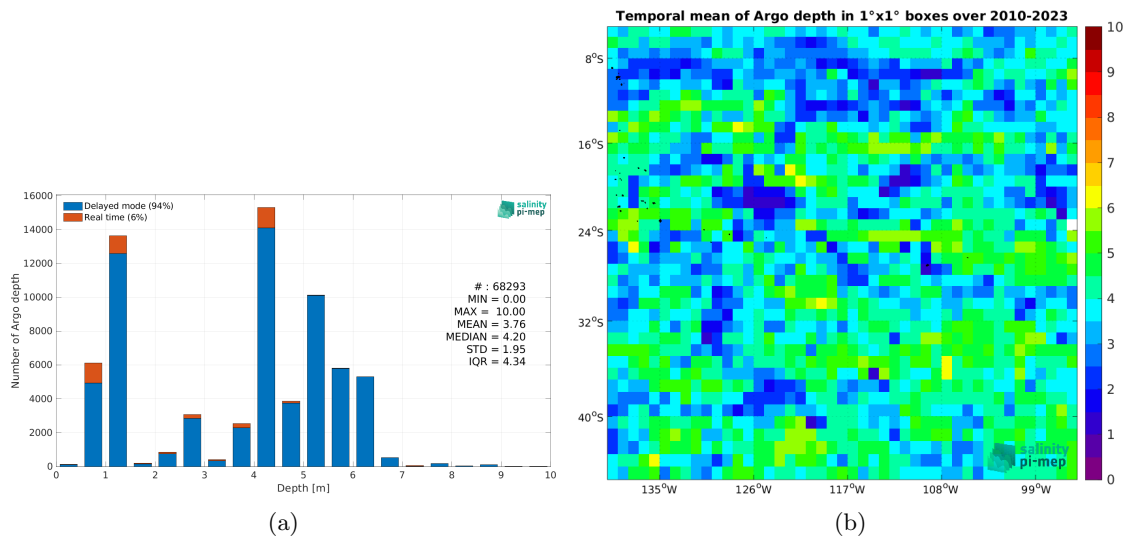 Temporal mean of Argo depth in 1°x1° boxes over 2010-2023
16000
14000
12000
10000
8000
6000
4000
2000
0
Number of Argo depth
Delayed mode (94%)
Real time (6%)
salinity
pi-mep
# : 68293
MIN = 0.00
MAX = 10.00
MEAN = 3.76
MEDIAN = 4.20
STD = 1.95
IQR = 4.34
0 1 2 3 4 5 6 7 8 9 10
Depth [m]
(a)
8°S
16°S
24°S
32°S
40°S
135°W 126°W 117°W 108°W 99°W
salinity
pi-mep
10
9
8
7
6
5
4
3
2
1
0
(b)